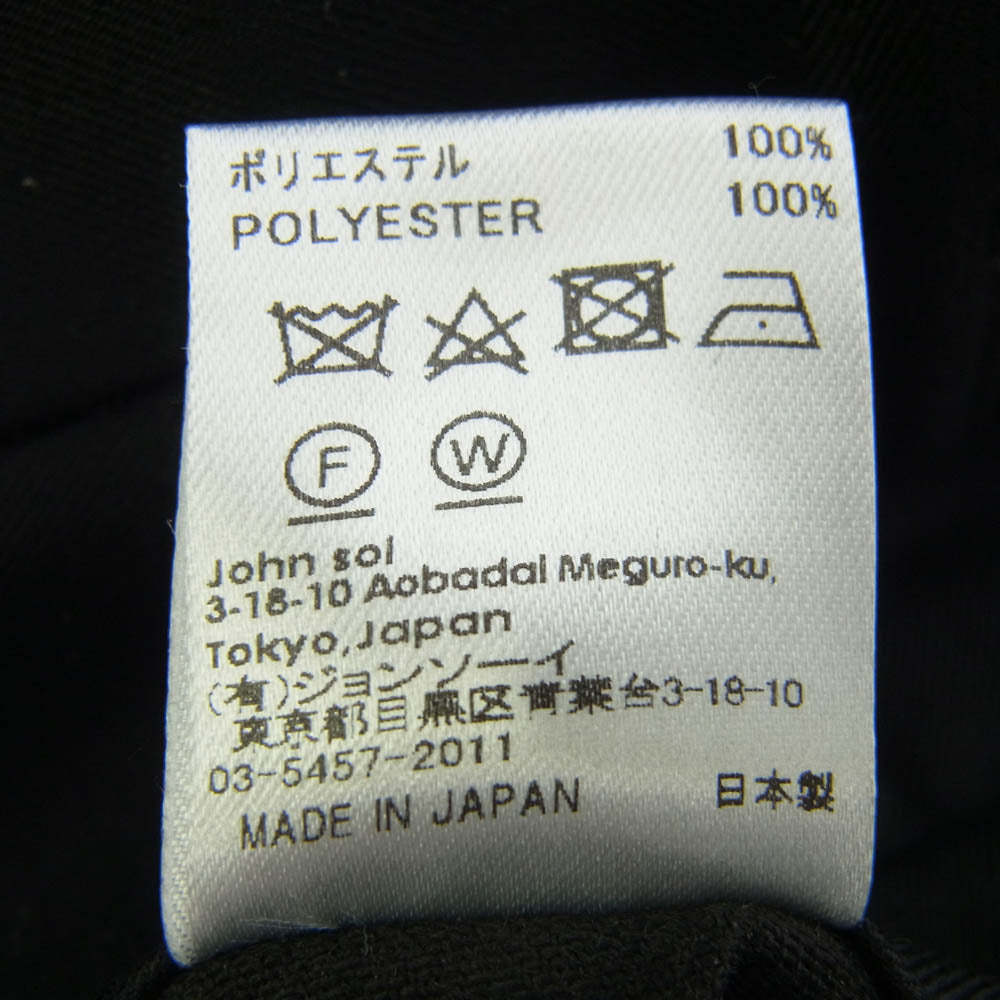 ポリエステル 100%
POLYESTER 100%
F W
John soi
3-18-10 Aobadai Meguro-ku,
Tokyo,Japan
(有)ジョンソーイ
東京都目黒区青葉台3-18-10
03-5457-2011
MADE IN JAPAN 日本製